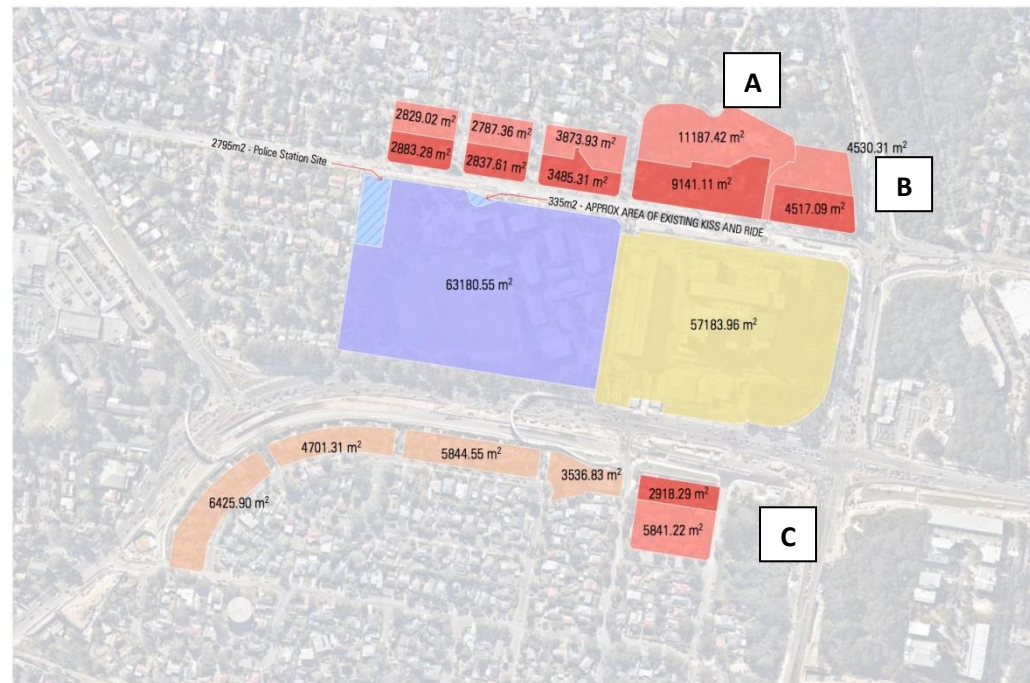 A
2829.02 m²
2787.36 m²
3873.93 m²
11187.42 m²
4530.31 m²
2883.28 m²
2837.61 m²
3485.31 m²
9141.11 m²
4517.09 m²
B
2795m2 - Police Station Site
335m2 - APPROX AREA OF EXISTING KISS AND RIDE
63180.55 m²
57183.96 m²
4701.31 m²
5844.55 m²
3536.83 m²
6425.90 m²
2918.29 m²
5841.22 m²
C